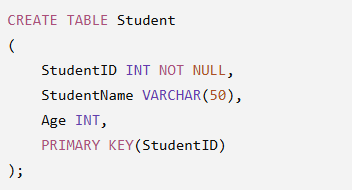 CREATE TABLE Student
(
    StudentID INT NOT NULL,
    StudentName VARCHAR(50),
    Age INT,
    PRIMARY KEY(StudentID)
);